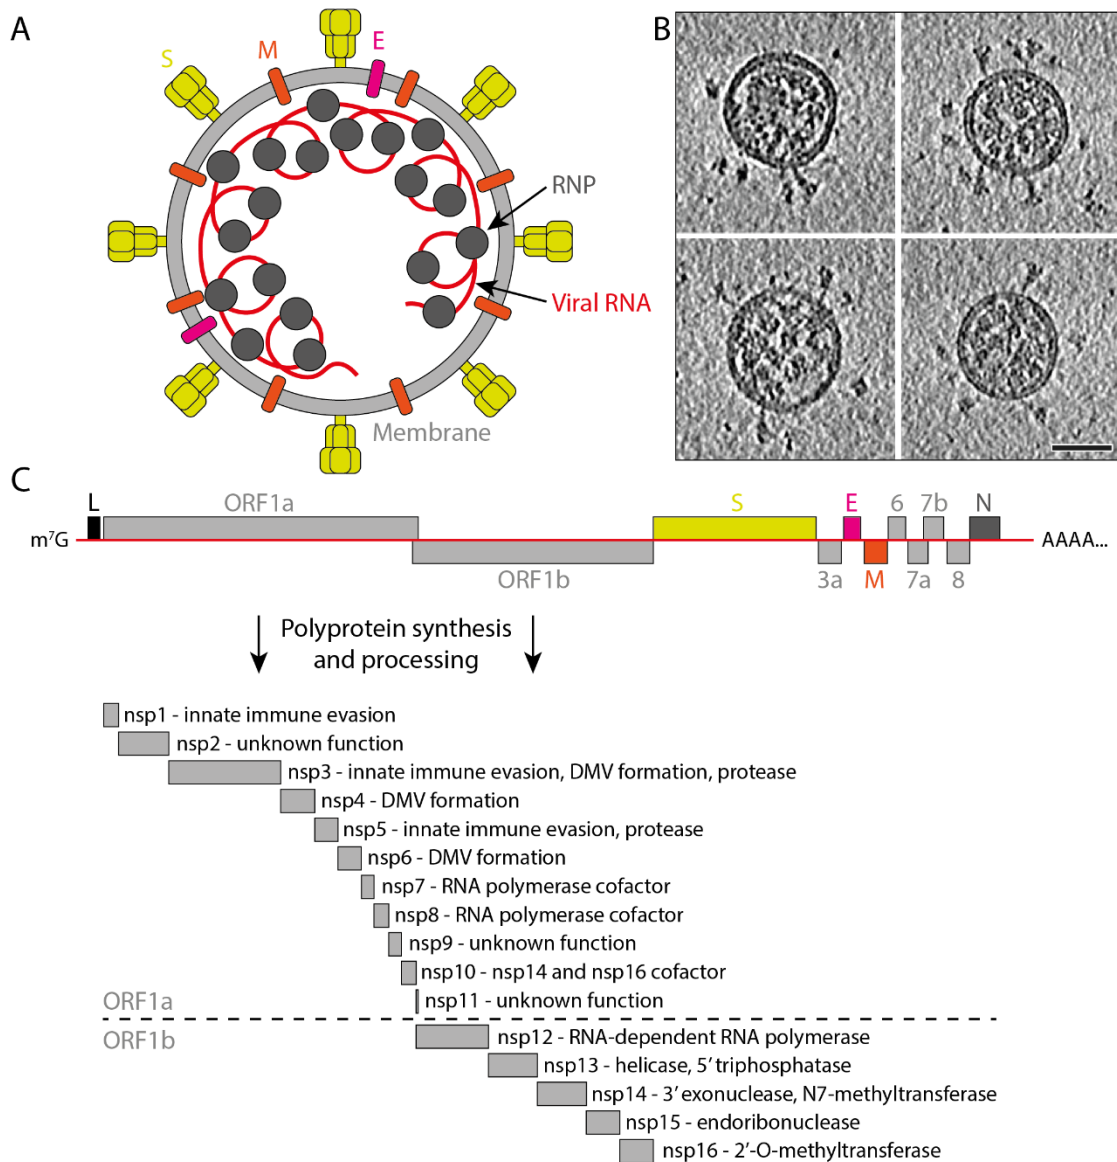 A
S
M
E
RNP
Viral RNA
Membrane
B
C
L
ORF1a
S
E
6
7b
N
m⁷G
AAAA...
ORF1b
3a
M
7a
8
Polyprotein synthesis
and processing
nsp1 - innate immune evasion
nsp2 - unknown function
nsp3 - innate immune evasion, DMV formation, protease
nsp4 - DMV formation
nsp5 - innate immune evasion, protease
nsp6 - DMV formation
nsp7 - RNA polymerase cofactor
nsp8 - RNA polymerase cofactor
nsp9 - unknown function
nsp10 - nsp14 and nsp16 cofactor
nsp11 - unknown function
ORF1a
ORF1b
nsp12 - RNA-dependent RNA polymerase
nsp13 - helicase, 5′ triphosphatase
nsp14 - 3′ exonuclease, N7-methyltransferase
nsp15 - endoribonuclease
nsp16 - 2′-O-methyltransferase